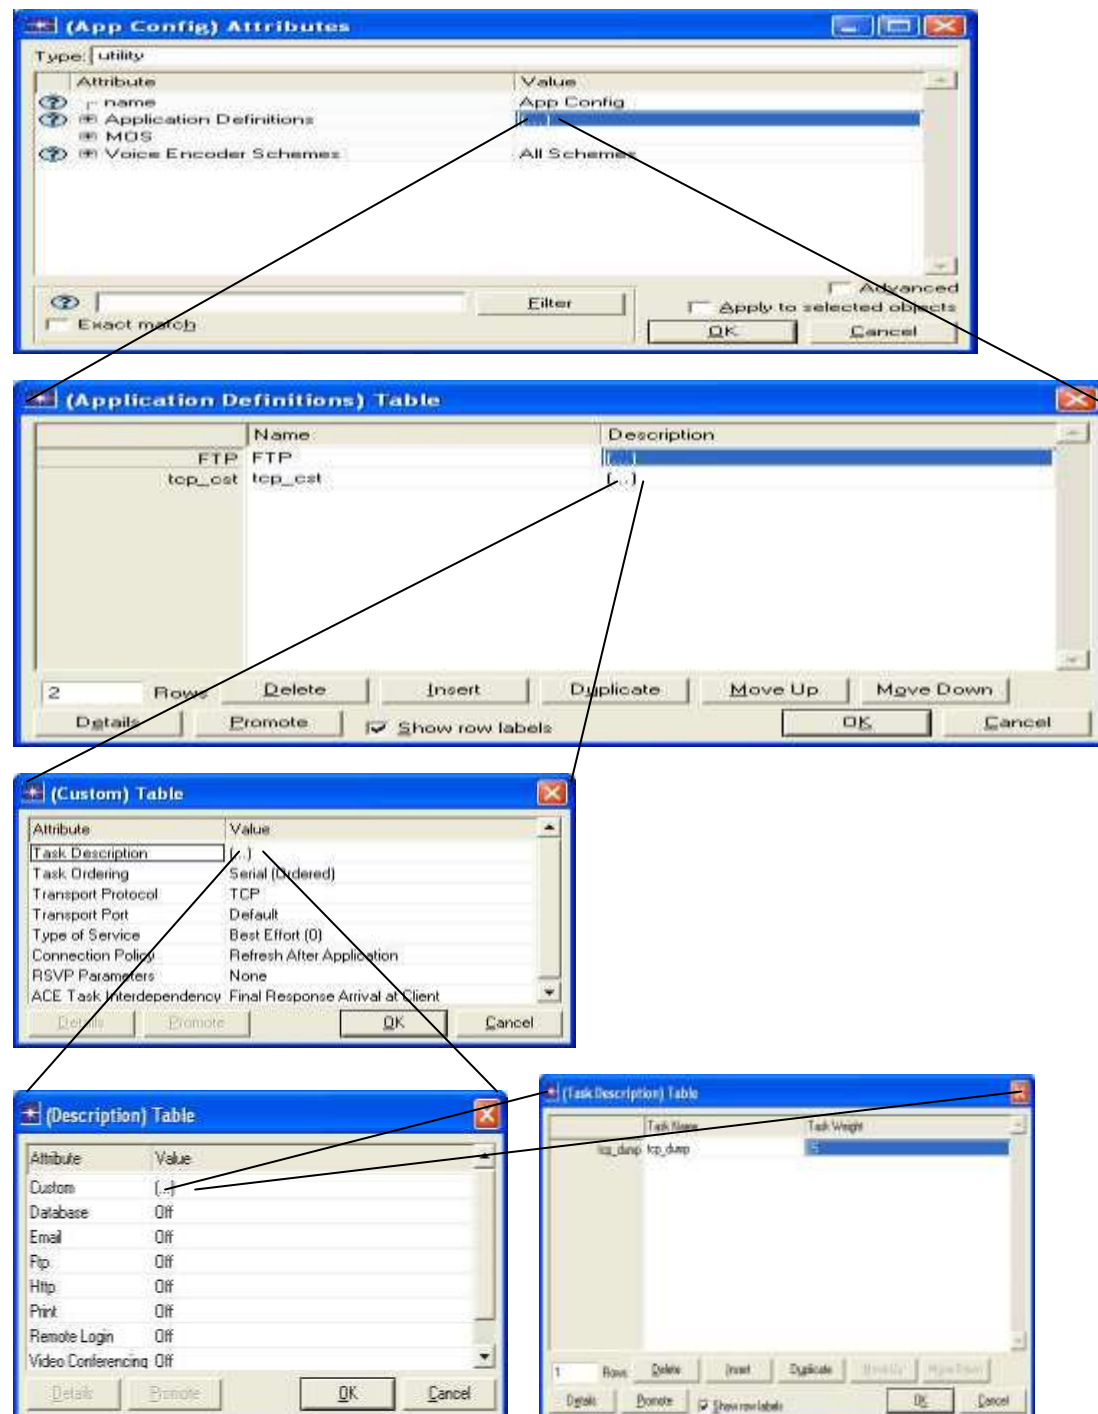 (App Config) Attributes
Type: utility
Attribute Value
name App Config
Application Definitions (...)
MOS
Voice Encoder Schemes All Schemes
Advanced
Filter Apply to selected objects
Exact match OK Cancel
(Application Definitions) Table
Name Description
FTP FTP (...)
tcp_cst tcp_cst (...)
2 Rows Delete Insert Duplicate Move Up Move Down
Details Promote Show row labels OK Cancel
(Custom) Table
Attribute Value
Task Description (...)
Task Ordering Serial (Ordered)
Transport Protocol TCP
Transport Port Default
Type of Service Best Effort (0)
Connection Policy Refresh After Application
RSVP Parameters None
ACE Task Interdependency Final Response Arrival at Client
Details Promote OK Cancel
(Description) Table
Attribute Value
Custom (...)
Database Off
Email Off
Ftp Off
Http Off
Print Off
Remote Login Off
Video Conferencing Off
Details Promote OK Cancel
(Task Description) Table
Task Name Task Weight
tcp_dump tcp_dump
1 Rows Delete Insert Duplicate Move Up Move Down
Details Promote Show row labels OK Cancel